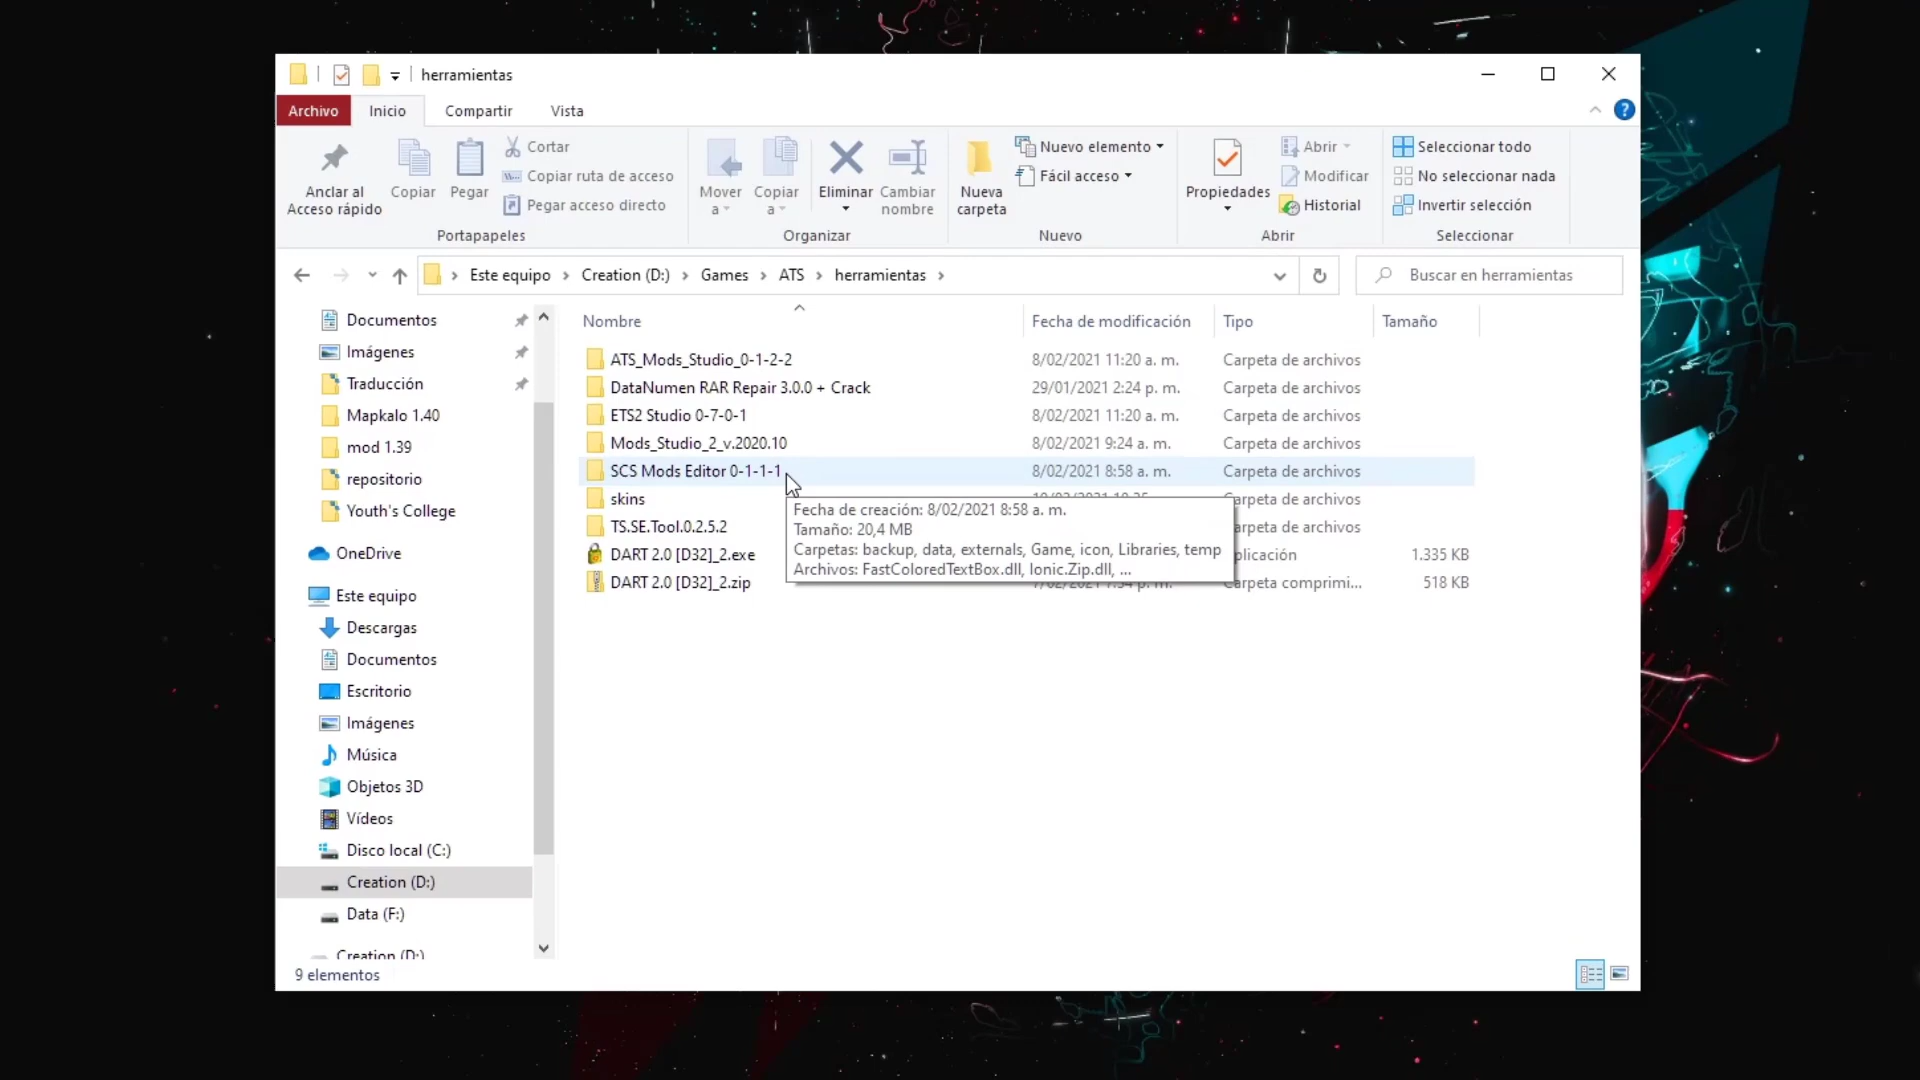 herramientas
Archivo Inicio Compartir Vista
Anclar al Acceso rápido
Copiar
Pegar
Cortar
Copiar ruta de acceso
Pegar acceso directo
Portapapeles
Mover a
Copiar a
Eliminar
Cambiar nombre
Organizar
Nueva carpeta
Nuevo elemento
Fácil acceso
Nuevo
Propiedades
Abrir
Modificar
Historial
Abrir
Seleccionar todo
No seleccionar nada
Invertir selección
Seleccionar
Este equipo > Creation (D:) > Games > ATS > herramientas >
Buscar en herramientas
Documentos
Imágenes
Traducción
Mapkalo 1.40
mod 1.39
repositorio
Youth's College
OneDrive
Este equipo
Descargas
Documentos
Escritorio
Imágenes
Música
Objetos 3D
Vídeos
Disco local (C:)
Creation (D:)
Data (F:)
Creation (D:)
Nombre Fecha de modificación Tipo Tamaño
ATS_Mods_Studio_0-1-2-2 8/02/2021 11:20 a. m. Carpeta de archivos
DataNumen RAR Repair 3.0.0 + Crack 29/01/2021 2:24 p. m. Carpeta de archivos
ETS2 Studio 0-7-0-1 8/02/2021 11:20 a. m. Carpeta de archivos
Mods_Studio_2_v.2020.10 8/02/2021 9:24 a. m. Carpeta de archivos
SCS Mods Editor 0-1-1-1 8/02/2021 8:58 a. m. Carpeta de archivos
skins Carpeta de archivos
TS.SE.Tool.0.2.5.2 arpeta de archivos
DART 2.0 [D32]_2.exe plicación 1.335 KB
DART 2.0 [D32]_2.zip Carpeta comprimi... 518 KB
Fecha de creación: 8/02/2021 8:58 a. m.
Tamaño: 20,4 MB
Carpetas: backup, data, externals, Game, icon, Libraries, temp
Archivos: FastColoredTextBox.dll, Ionic.Zip.dll, ...
9 elementos